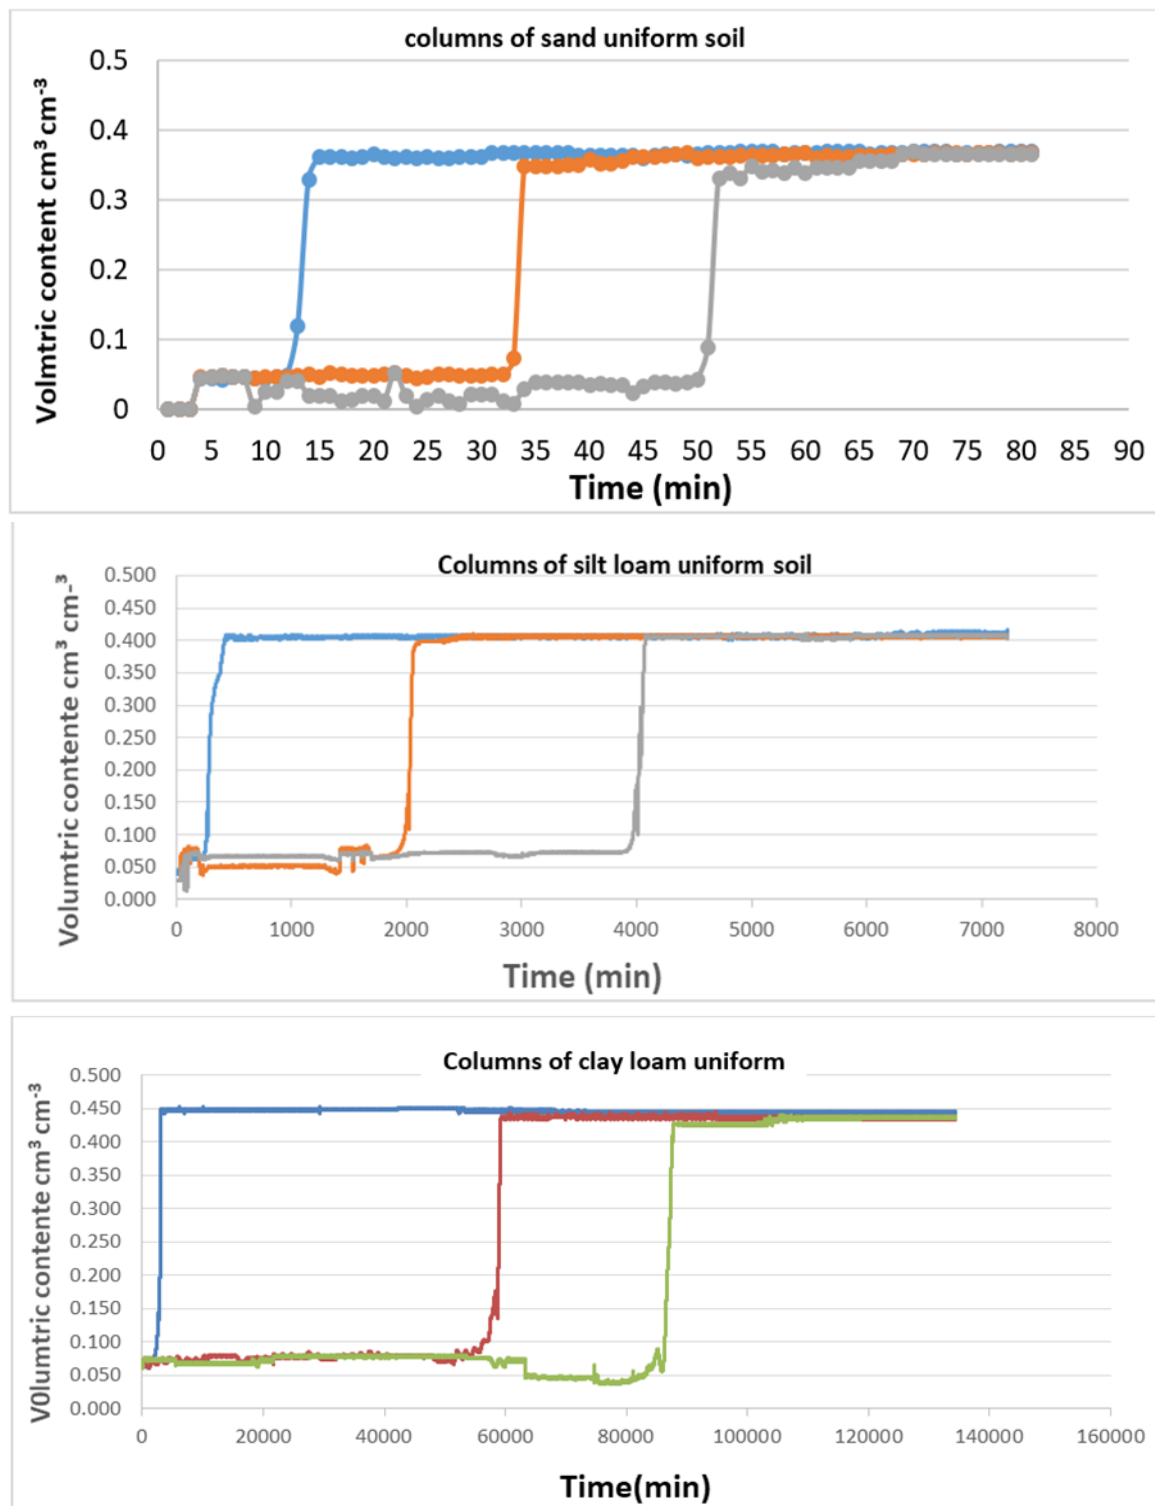 columns of sand uniform soil
Volmtric content cm³ cm⁻³
0.5
0.4
0.3
0.2
0.1
0
0 5 10 15 20 25 30 35 40 45 50 55 60 65 70 75 80 85 90
Time (min)
Columns of silt loam uniform soil
Volumtric contente cm³ cm-³
0.500
0.450
0.400
0.350
0.300
0.250
0.200
0.150
0.100
0.050
0.000
0 1000 2000 3000 4000 5000 6000 7000 8000
Time (min)
Columns of clay loam uniform
V0lumtric contente cm³ cm⁻³
0.500
0.450
0.400
0.350
0.300
0.250
0.200
0.150
0.100
0.050
0.000
0 20000 40000 60000 80000 100000 120000 140000 160000
Time(min)